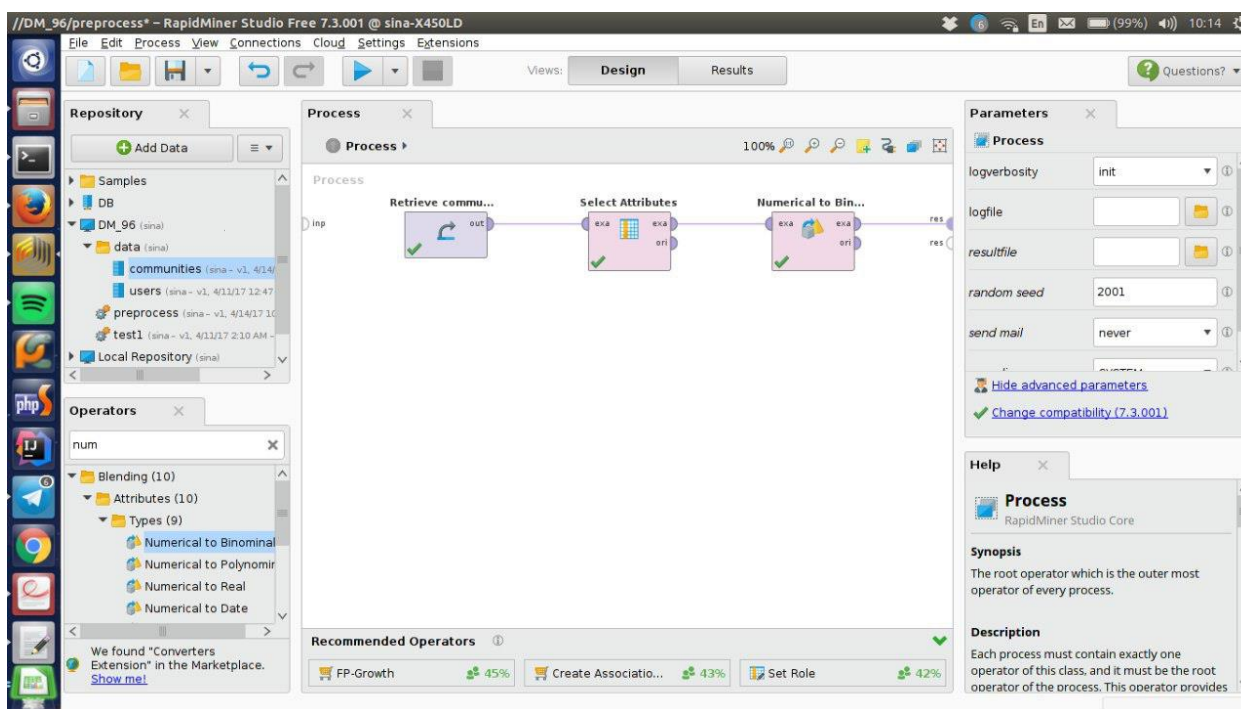 //DM_96/preprocess* – RapidMiner Studio Free 7.3.001 @ sina-X450LD
6
En
(99%)
10:14
File Edit Process View Connections Cloud Settings Extensions
Views:
Design
Results
Questions?
Repository
Add Data
Samples
DB
DM_96 (sina)
data (sina)
communities (sina – v1, 4/14/
users (sina – v1, 4/11/17 12:47
preprocess (sina – v1, 4/14/17 10
test1 (sina – v1, 4/11/17 2:10 AM –
Local Repository (sina)
Operators
num
Blending (10)
Attributes (10)
Types (9)
Numerical to Binominal
Numerical to Polynomin
Numerical to Real
Numerical to Date
We found "Converters
Extension" in the Marketplace.
Show me!
Process
Process
100%
Process
inp
Retrieve commu...
out
Select Attributes
exa
exa
ori
Numerical to Bin...
exa
exa
ori
res
res
Recommended Operators
FP-Growth
45%
Create Associatio...
43%
Set Role
42%
Parameters
Process
logverbosity
init
logfile
resultfile
random seed
2001
send mail
never
Hide advanced parameters
Change compatibility (7.3.001)
Help
Process
RapidMiner Studio Core
Synopsis
The root operator which is the outer most
operator of every process.
Description
Each process must contain exactly one
operator of this class, and it must be the root
operator of the process. This operator provides
php
IJ
6